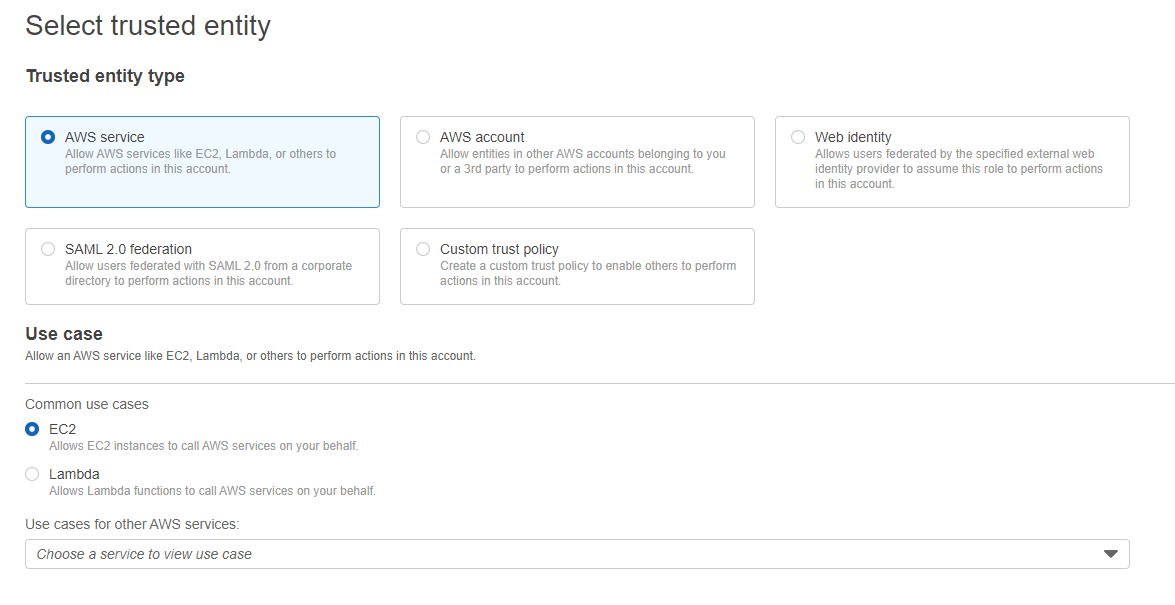 Select trusted entity
Trusted entity type
AWS service
Allow AWS services like EC2, Lambda, or others to
perform actions in this account.
AWS account
Allow entities in other AWS accounts belonging to you
or a 3rd party to perform actions in this account.
Web identity
Allows users federated by the specified external web
identity provider to assume this role to perform actions
in this account.
SAML 2.0 federation
Allow users federated with SAML 2.0 from a corporate
directory to perform actions in this account.
Custom trust policy
Create a custom trust policy to enable others to perform
actions in this account.
Use case
Allow an AWS service like EC2, Lambda, or others to perform actions in this account.
Common use cases
EC2
Allows EC2 instances to call AWS services on your behalf.
Lambda
Allows Lambda functions to call AWS services on your behalf.
Use cases for other AWS services:
Choose a service to view use case